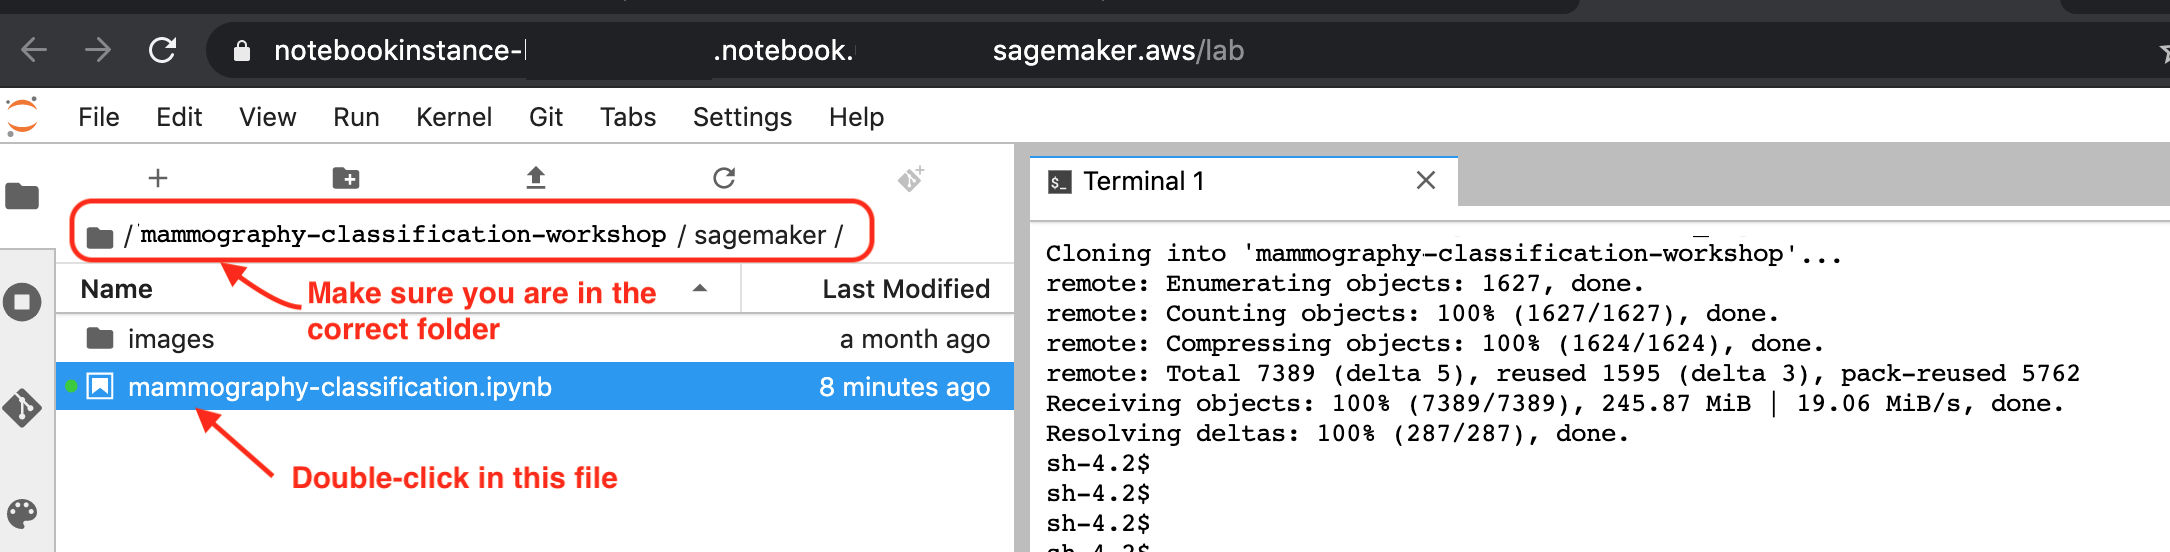 notebookinstance- .notebook. sagemaker.aws/lab
File Edit View Run Kernel Git Tabs Settings Help
/ mammography-classification-workshop / sagemaker /
Name Last Modified
Make sure you are in the
correct folder
images a month ago
mammography-classification.ipynb 8 minutes ago
Double-click in this file
$_ Terminal 1
Cloning into 'mammography-classification-workshop'...
remote: Enumerating objects: 1627, done.
remote: Counting objects: 100% (1627/1627), done.
remote: Compressing objects: 100% (1624/1624), done.
remote: Total 7389 (delta 5), reused 1595 (delta 3), pack-reused 5762
Receiving objects: 100% (7389/7389), 245.87 MiB | 19.06 MiB/s, done.
Resolving deltas: 100% (287/287), done.
sh-4.2$
sh-4.2$
sh-4.2$
sh-4.2$